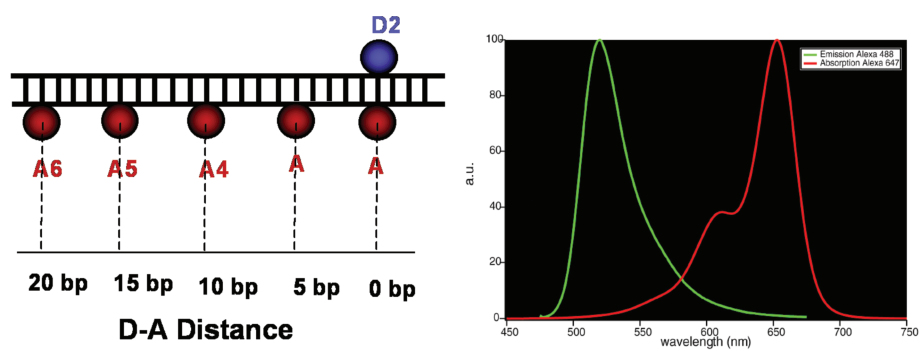 D2
A6 A5 A4 A A
20 bp 15 bp 10 bp 5 bp 0 bp
D-A Distance
Emission Alexa 488
Absorption Alexa 647
a.u.
100
80
60
40
20
0
450 500 550 600 650 700 750
wavelength (nm)